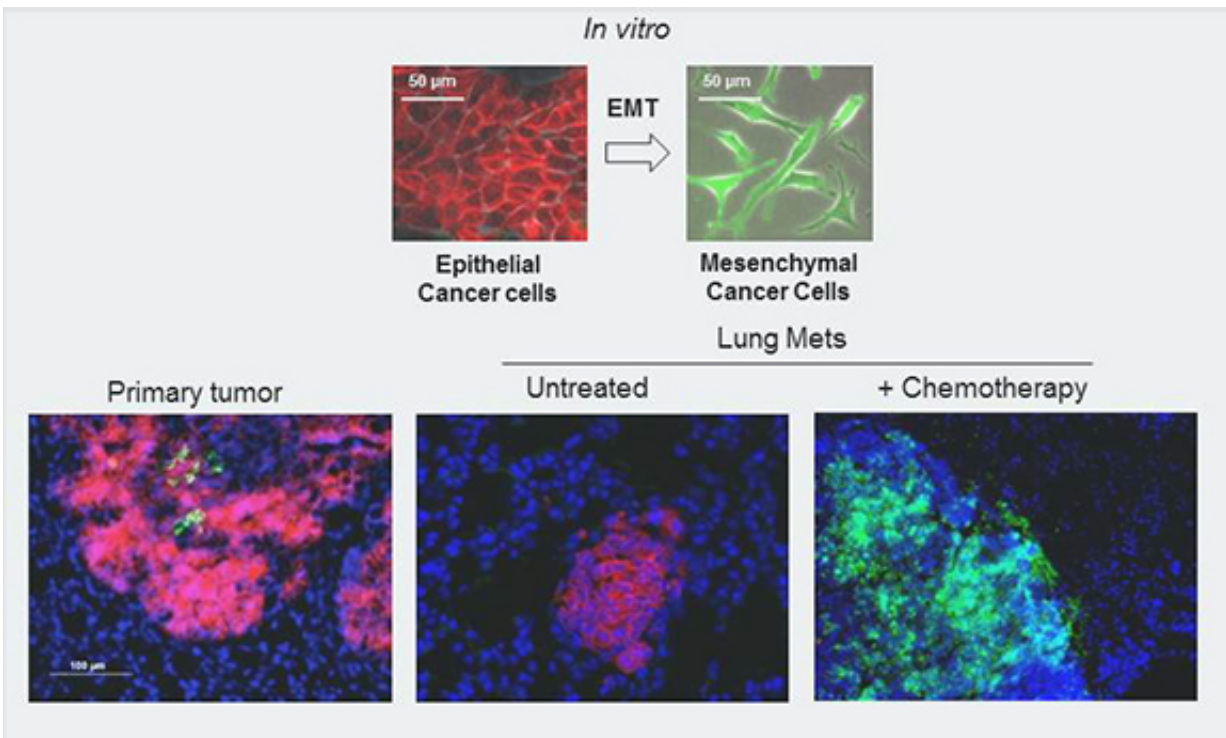 In vitro
50 µm
EMT
50 µm
Epithelial
Cancer cells
Mesenchymal
Cancer Cells
Lung Mets
Primary tumor
Untreated
+ Chemotherapy
100 µm